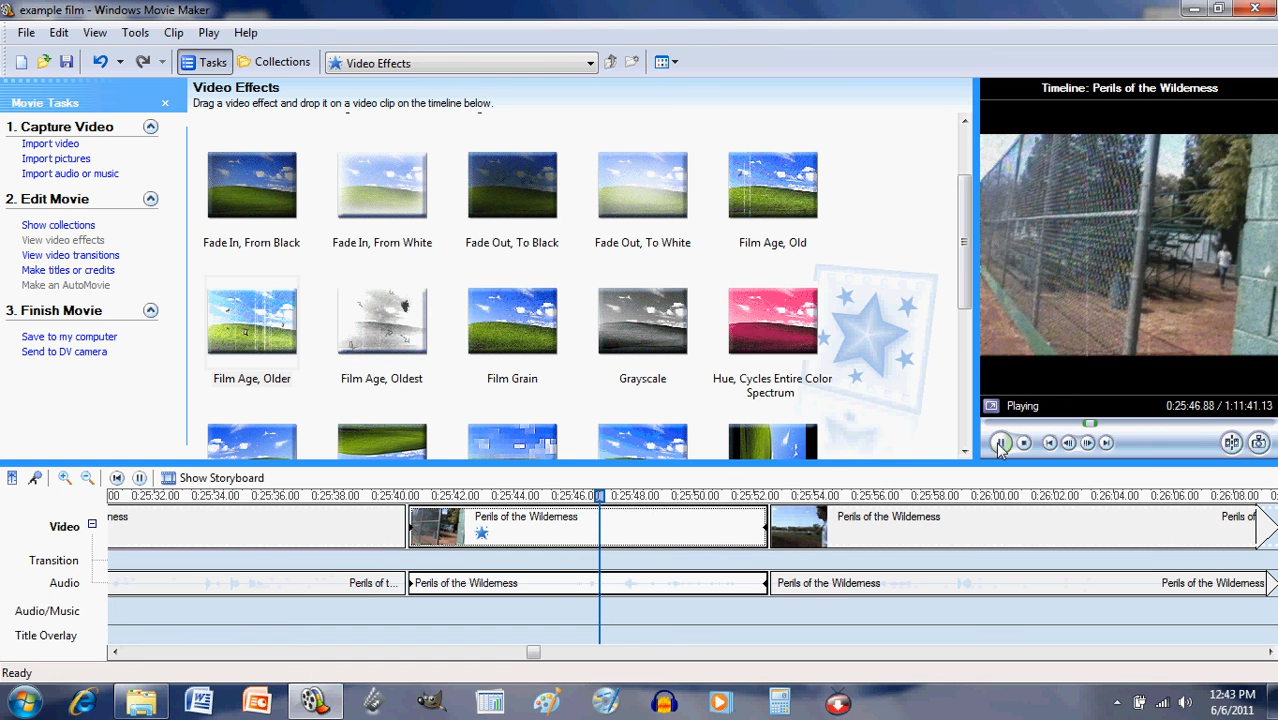 example film - Windows Movie Maker
File Edit View Tools Clip Play Help
Tasks Collections Video Effects
Movie Tasks
1. Capture Video
Import video
Import pictures
Import audio or music
2. Edit Movie
Show collections
View video effects
View video transitions
Make titles or credits
Make an AutoMovie
3. Finish Movie
Save to my computer
Send to DV camera
Video Effects
Drag a video effect and drop it on a video clip on the timeline below.
Fade In, From Black Fade In, From White Fade Out, To Black Fade Out, To White Film Age, Old
Film Age, Older Film Age, Oldest Film Grain Grayscale Hue, Cycles Entire Color
Spectrum
Timeline: Perils of the Wilderness
Playing 0:25:46.88 / 1:11:41.13
Show Storyboard
00 0:25:32.00 0:25:34.00 0:25:36.00 0:25:38.00 0:25:40.00 0:25:42.00 0:25:44.00 0:25:46.0 0:25:48.00 0:25:50.00 0:25:52.00 0:25:54.00 0:25:56.00 0:25:58.00 0:26:00.00 0:26:02.00 0:26:04.00 0:26:06.00 0:26:08.00
Video ness Perils of the Wilderness Perils of the Wilderness Perils of
Transition
Audio Perils of t... Perils of the Wilderness Perils of the Wilderness Perils of the Wilderness
Audio/Music
Title Overlay
Ready
12:43 PM
6/6/2011